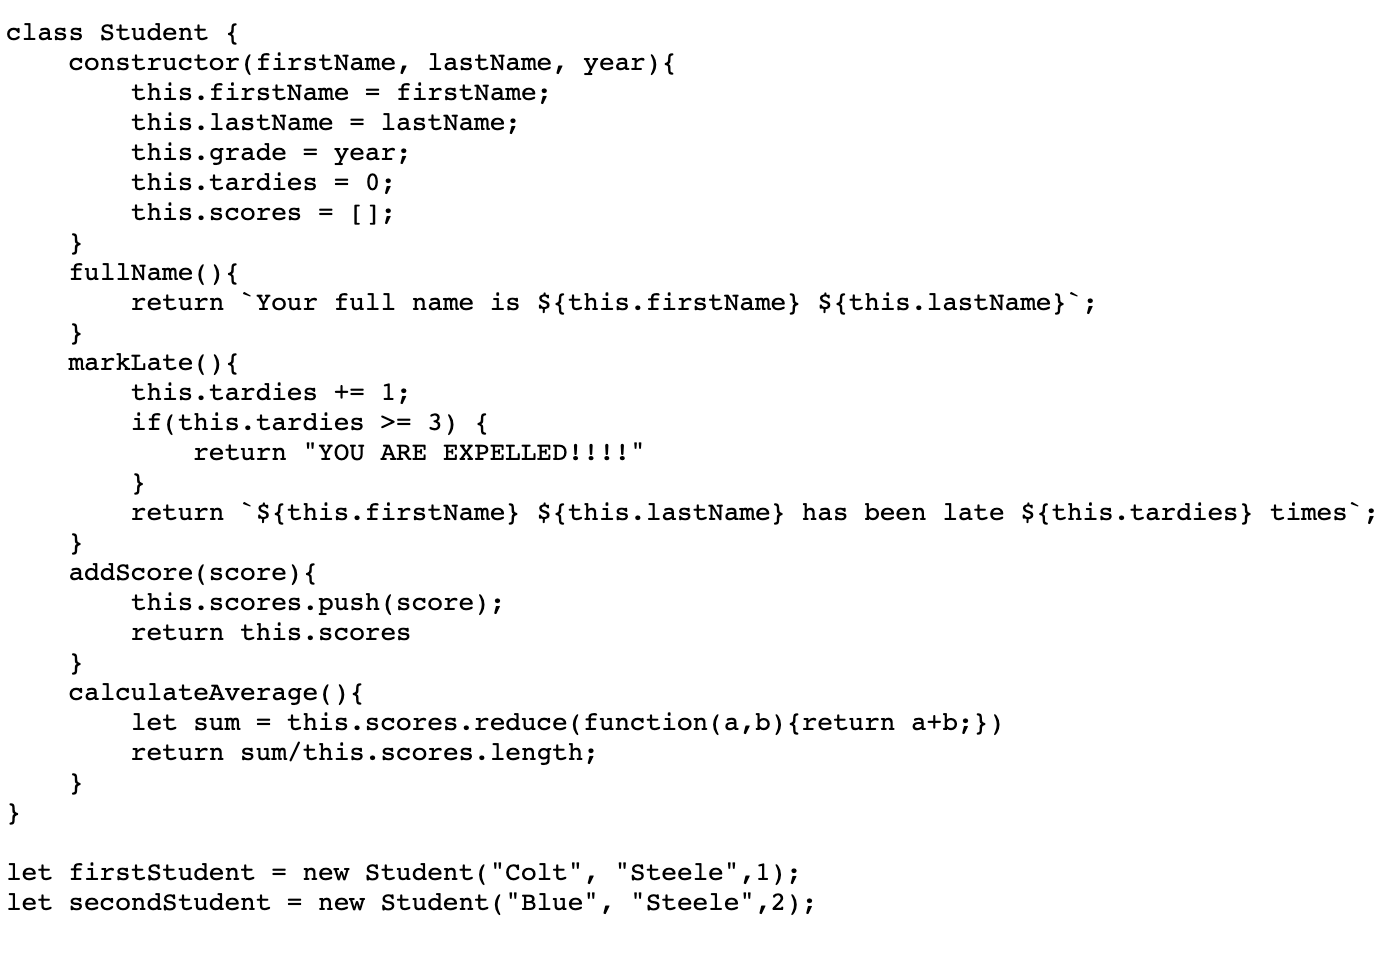 class Student {
    constructor(firstName, lastName, year){
        this.firstName = firstName;
        this.lastName = lastName;
        this.grade = year;
        this.tardies = 0;
        this.scores = [];
    }
    fullName(){
        return `Your full name is ${this.firstName} ${this.lastName}`;
    }
    markLate(){
        this.tardies += 1;
        if(this.tardies >= 3) {
            return "YOU ARE EXPELLED!!!!"
        }
        return `${this.firstName} ${this.lastName} has been late ${this.tardies} times`;
    }
    addScore(score){
        this.scores.push(score);
        return this.scores
    }
    calculateAverage(){
        let sum = this.scores.reduce(function(a,b){return a+b;})
        return sum/this.scores.length;
    }
}

let firstStudent = new Student("Colt", "Steele",1);
let secondStudent = new Student("Blue", "Steele",2);